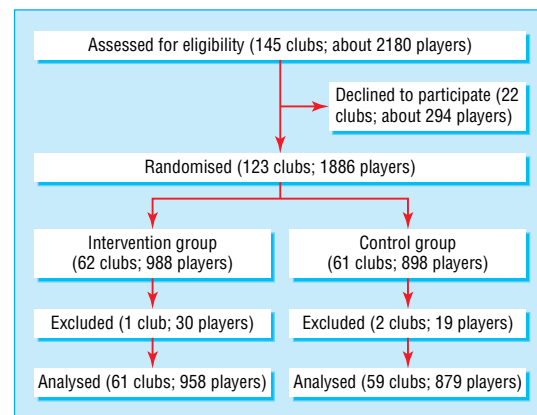 Assessed for eligibility (145 clubs; about 2180 players)
Declined to participate (22
clubs; about 294 players)
Randomised (123 clubs; 1886 players)
Intervention group
(62 clubs; 988 players)
Control group
(61 clubs; 898 players)
Excluded (1 club; 30 players)
Excluded (2 clubs; 19 players)
Analysed (61 clubs; 958 players)
Analysed (59 clubs; 879 players)